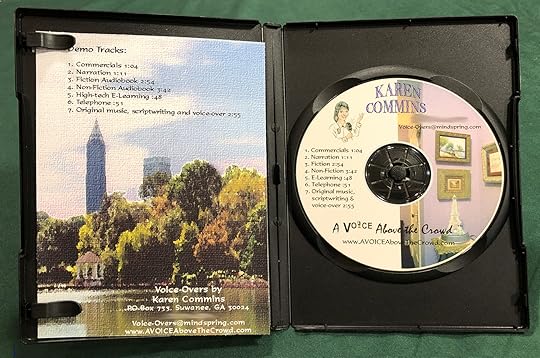 Demo Tracks:
1. Commercials 1:04
2. Narration 1:11
3. Fiction Audiobook 2:54
4. Non-Fiction Audiobook 3:42
5. High-tech E-Learning :48
6. Telephone :51
7. Original music, scriptwriting and voice-over 2:55
Voice-Overs by
Karen Commins
PO Box 753, Suwanee, GA 30024
Voice-Overs@mindspring.com
www.AVOICEAboveTheCrowd.com
KAREN
COMMINS
Voice-Overs@mindspring.com
1. Commercials 1:04
2. Narration 1:11
3. Fiction 2:54
4. Non-Fiction 3:42
5. E-Learning :48
6. Telephone :51
7. Original music,
scriptwriting &
voice-over 2:55
A VOICE Above the Crowd
www.AVOICEAboveTheCrowd.com